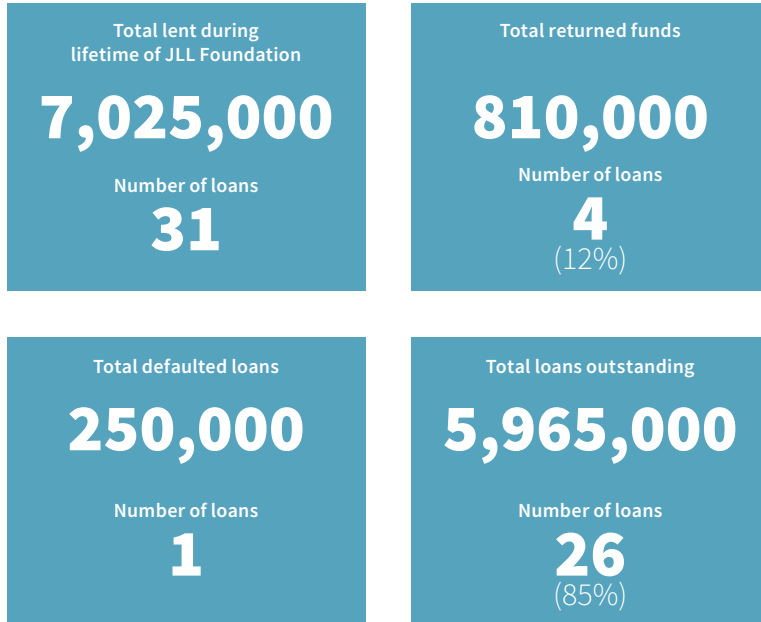 Total lent during
lifetime of JLL Foundation
7,025,000
Number of loans
31
Total returned funds
810,000
Number of loans
4
(12%)
Total defaulted loans
250,000
Number of loans
1
Total loans outstanding
5,965,000
Number of loans
26
(85%)